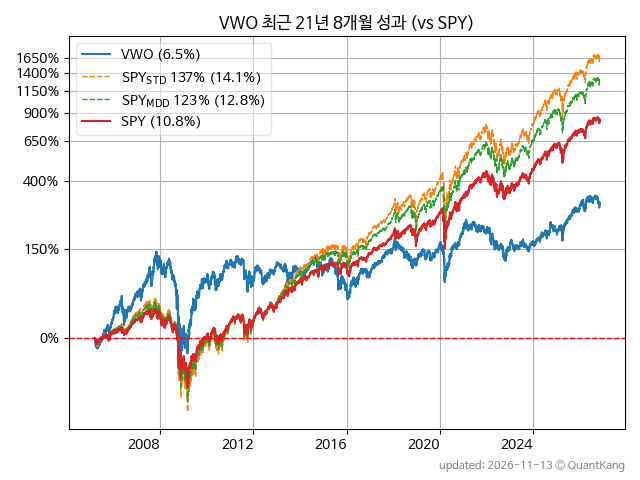 VWO 최근 21년 8개월 성과 (vs SPY)
VWO (6.5%)
SPY_STD 137% (14.1%)
SPY_MDD 123% (12.8%)
SPY (10.8%)
1650%
1400%
1150%
900%
650%
400%
150%
0%
2008 2012 2016 2020 2024
updated: 2026-11-13 © QuantKang